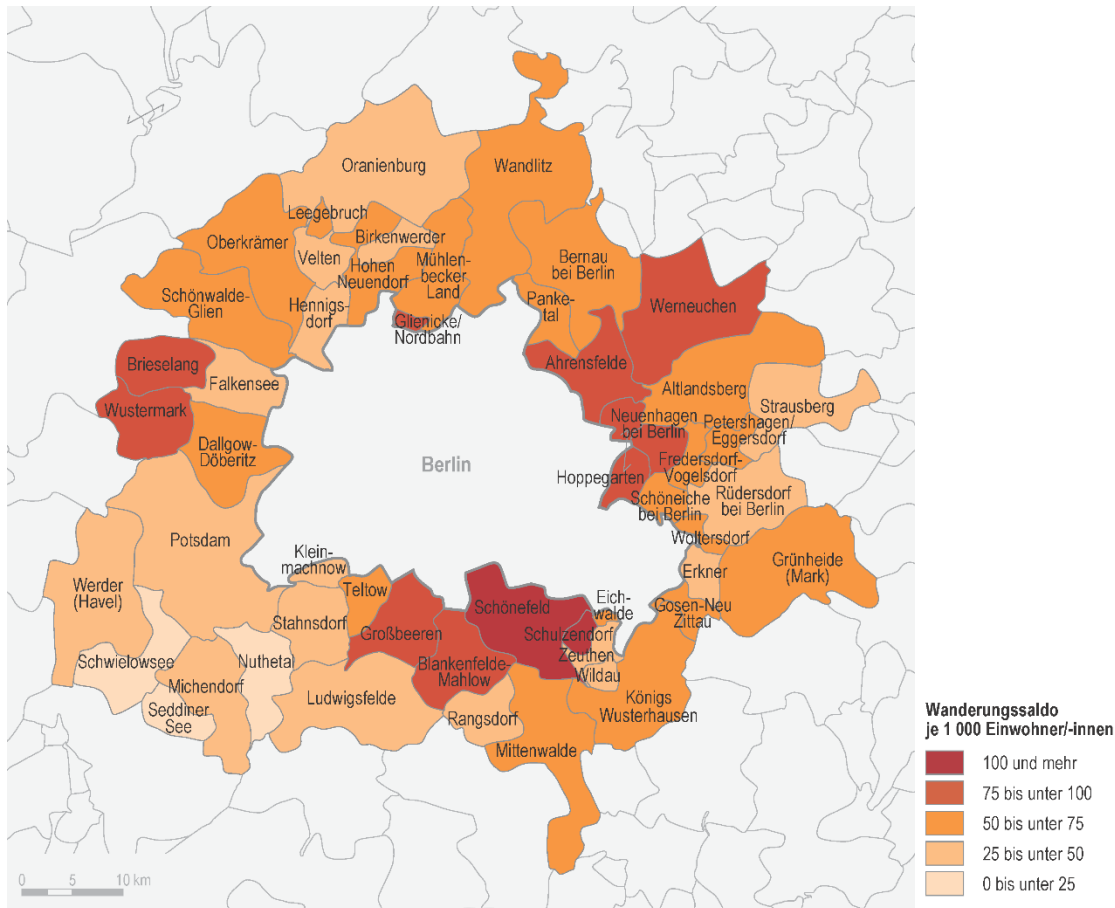 Oranienburg
Wandlitz
Leegebruch
Birkenwerder
Oberkrämer
Velten
Hohen
Neuendorf
Mühlen-
becker
Land
Bernau
bei Berlin
Schönwalde-
Glien
Hennigs-
dorf
Panke-
tal
Werneuchen
Glienicke/
Nordbahn
Brieselang
Falkensee
Ahrensfelde
Altlandsberg
Strausberg
Wustermark
Neuenhagen
bei Berlin
Petershagen/
Eggersdorf
Dallgow-
Döberitz
Berlin
Fredersdorf-
Vogelsdorf
Hoppegarten
Schöneiche
bei Berlin
Rüdersdorf
bei Berlin
Potsdam
Woltersdorf
Klein-
machnow
Grünheide
(Mark)
Werder
(Havel)
Teltow
Erkner
Schönefeld
Eich-
walde
Gosen-Neu
Zittau
Stahnsdorf
Großbeeren
Schulzendorf
Zeuthen
Schwielowsee
Nuthetal
Blankenfelde-
Mahlow
Wildau
Michendorf
Ludwigsfelde
Seddiner
See
Rangsdorf
Königs
Wusterhausen
Mittenwalde
Wanderungssaldo
je 1 000 Einwohner/-innen
100 und mehr
75 bis unter 100
50 bis unter 75
25 bis unter 50
0 bis unter 25
0 5 10 km